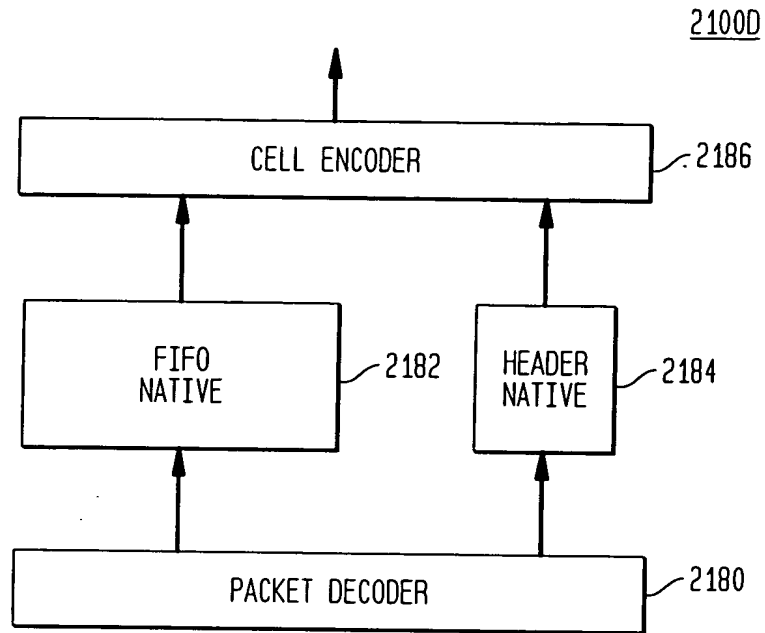 2100D
CELL ENCODER
2186
FIFO
NATIVE
2182
HEADER
NATIVE
2184
PACKET DECODER
2180